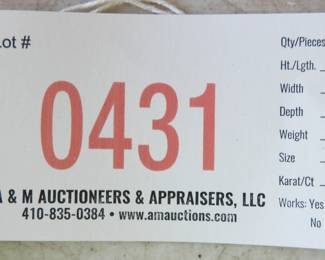 Lot #
0431
A & M AUCTIONEERS & APPRAISERS, LLC
410-835-0384 • www.amauctions.com
Qty/Pieces
Ht./Lgth.
Width
Depth
Weight
Size
Karat/Ct
Works: Yes
No